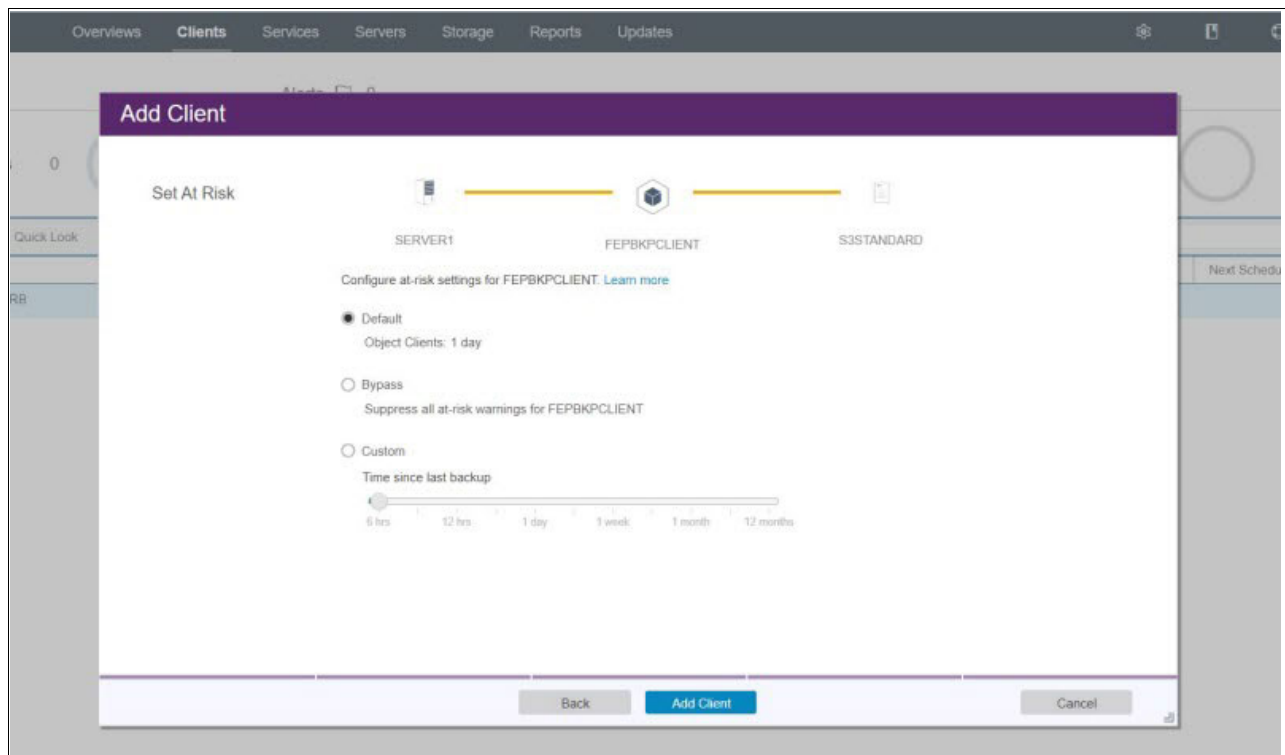 Overviews Clients Services Servers Storage Reports Updates
Alerts 0
Add Client
0
Set At Risk
SERVER1 FEPBKPCLIENT S3STANDARD
Quick Look
Configure at-risk settings for FEPBKPCLIENT. Learn more
Next Schedu
RB
Default
Object Clients: 1 day
Bypass
Suppress all at-risk warnings for FEPBKPCLIENT
Custom
Time since last backup
6 hrs 12 hrs 1 day 1 week 1 month 12 months
Back Add Client Cancel